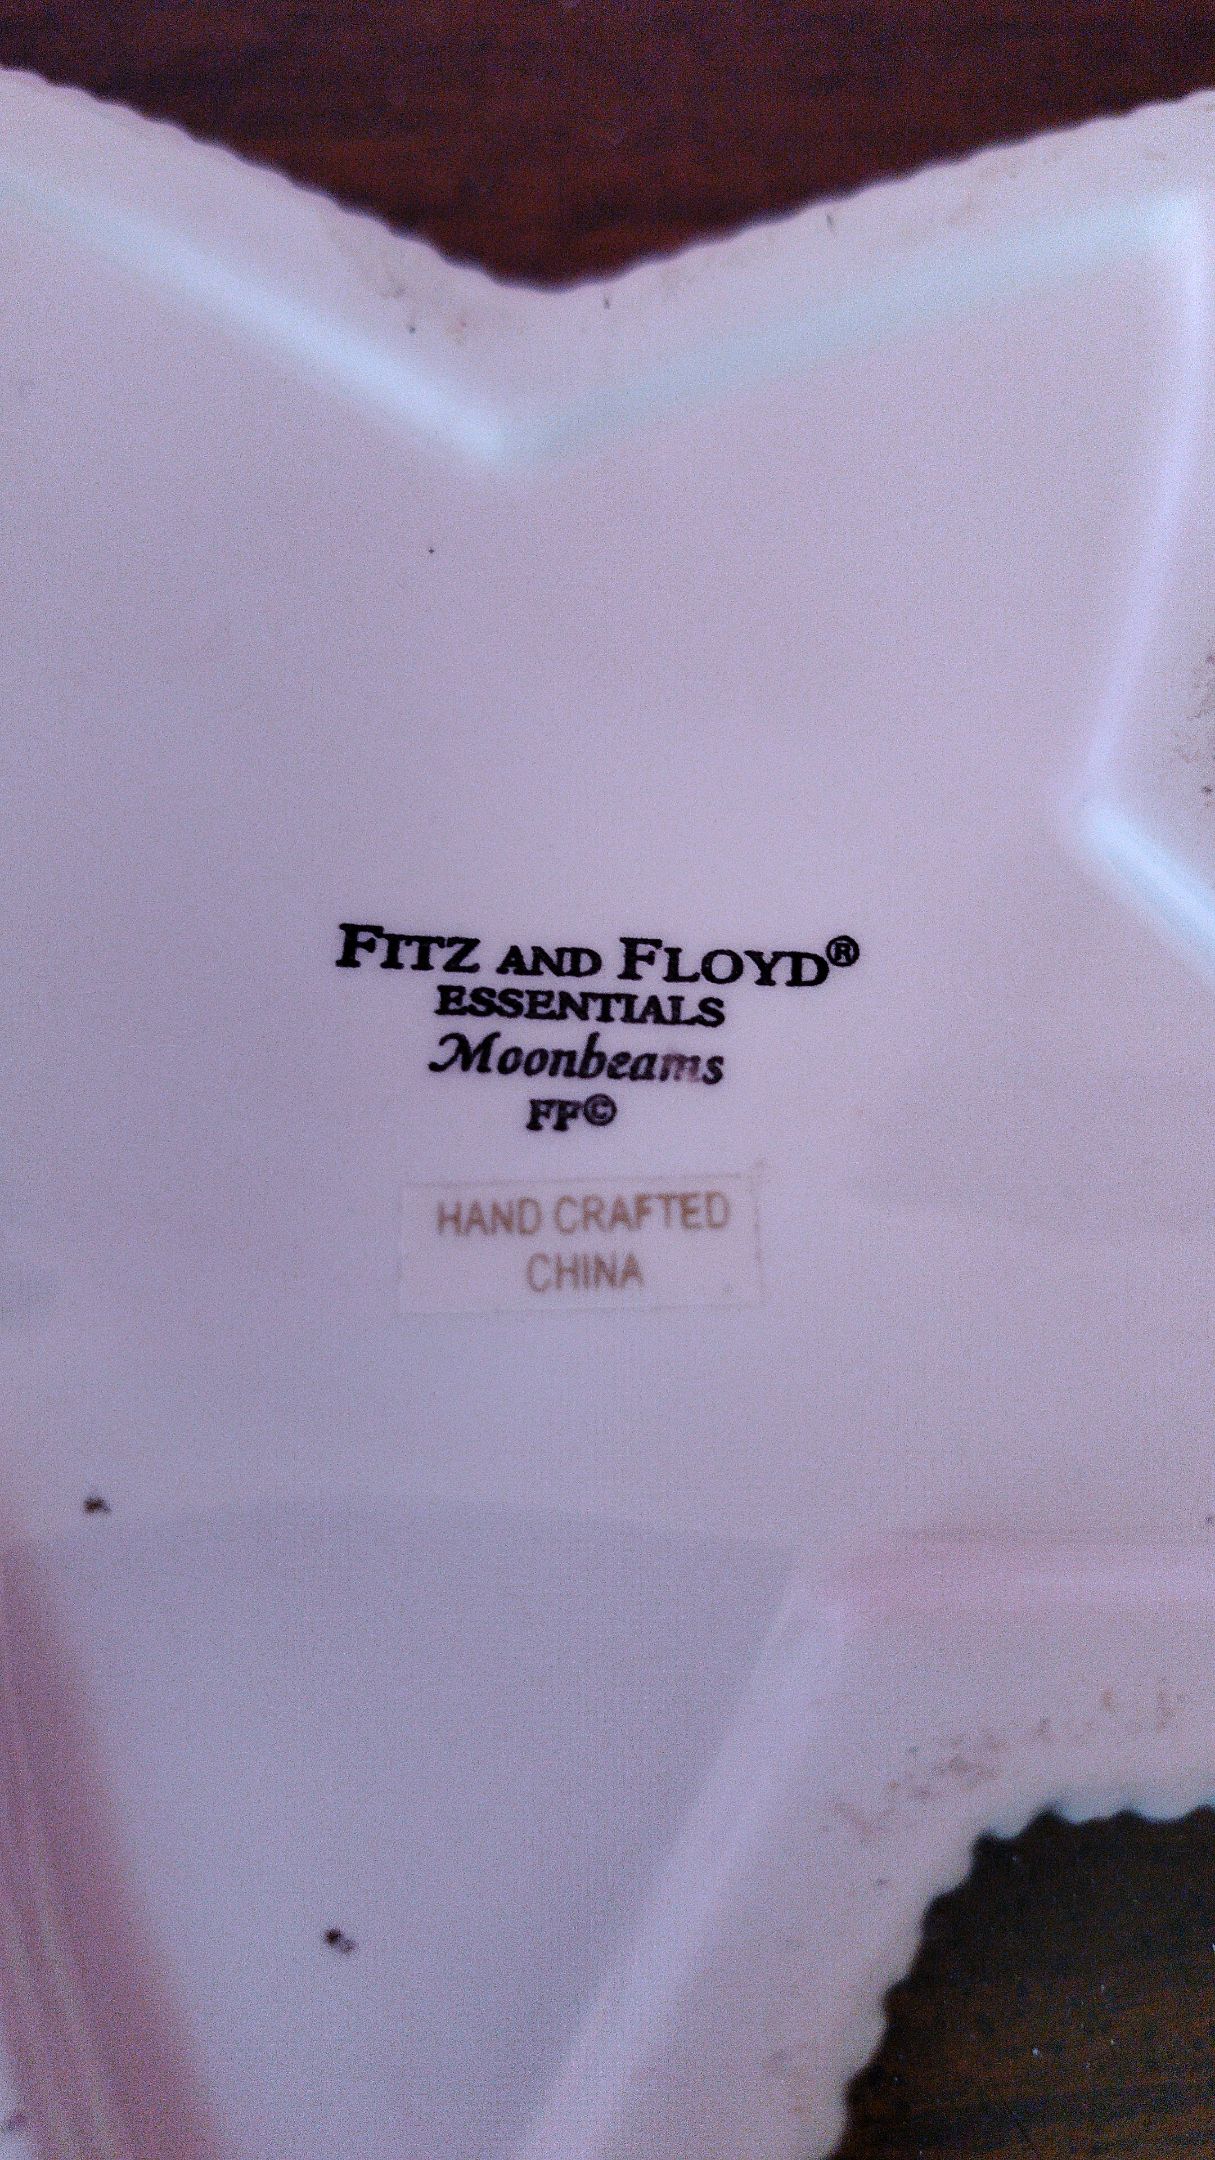 FITZ AND FLOYD®
ESSENTIALS
Moonbeams
FF©
HAND CRAFTED
CHINA